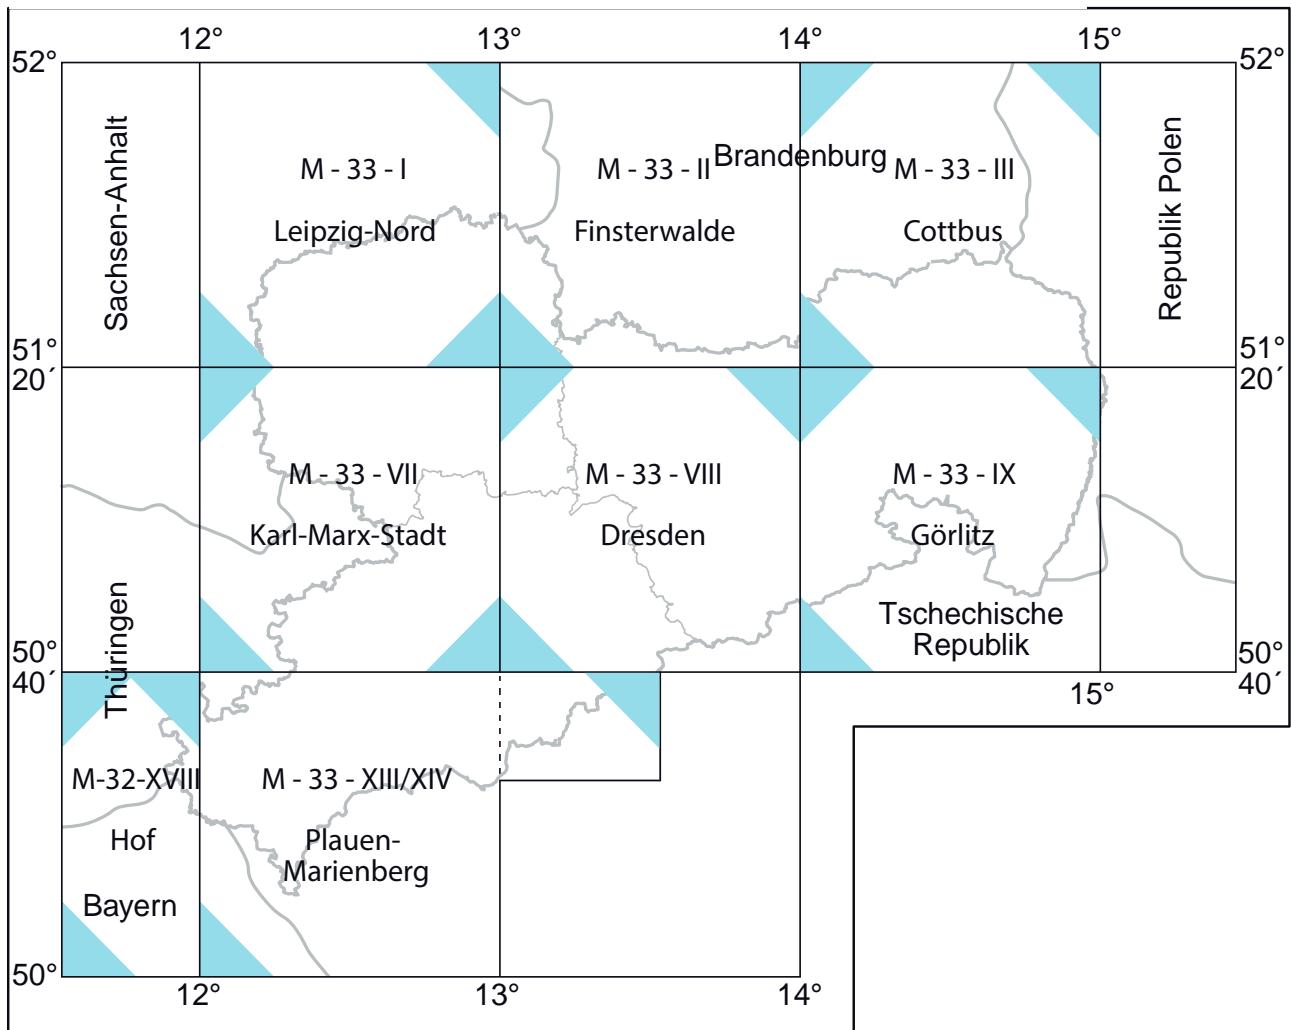 12°
13°
14°
15°
52°
52°
Sachsen-Anhalt
M - 33 - I
M - 33 - II
Brandenburg
M - 33 - III
Republik Polen
Leipzig-Nord
Finsterwalde
Cottbus
51°
20´
51°
20´
M - 33 - VII
M - 33 - VIII
M - 33 - IX
Karl-Marx-Stadt
Dresden
Görlitz
Thüringen
Tschechische
Republik
50°
40´
50°
40´
15°
M-32-XVIII
M - 33 - XIII/XIV
Hof
Plauen-
Marienberg
Bayern
50°
12°
13°
14°